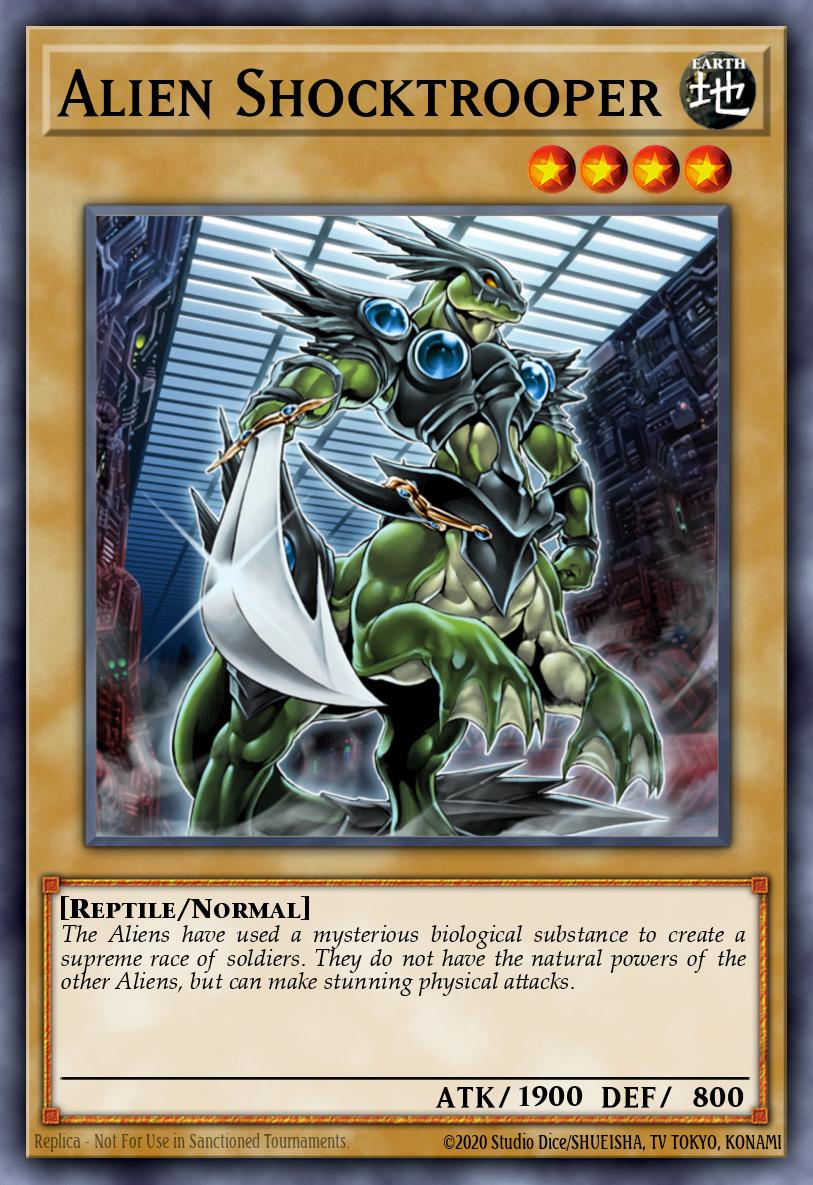 Alien Shocktrooper
EARTH
地
[Reptile/Normal]
The Aliens have used a mysterious biological substance to create a
supreme race of soldiers. They do not have the natural powers of the
other Aliens, but can make stunning physical attacks.
ATK/ 1900 DEF/ 800
Replica - Not For Use in Sanctioned Tournaments.
©2020 Studio Dice/SHUEISHA, TV TOKYO, KONAMI